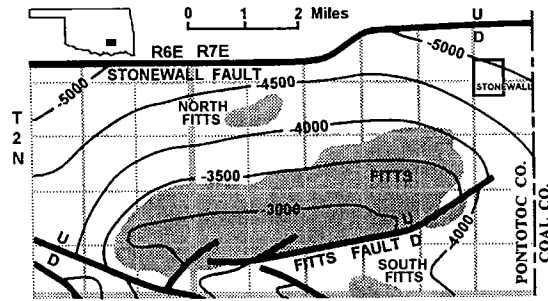 0 1 2 Miles
R6E R7E
STONEWALL FAULT
U
D
-5000
-5000
STONEWALL
-4500
NORTH
FITTS
-4000
T
2
N
-3500
FITTS
-3000
U
D
FITTS FAULT
U
D
-4000
SOUTH
FITTS
PONTOTOC CO.
COAL CO.